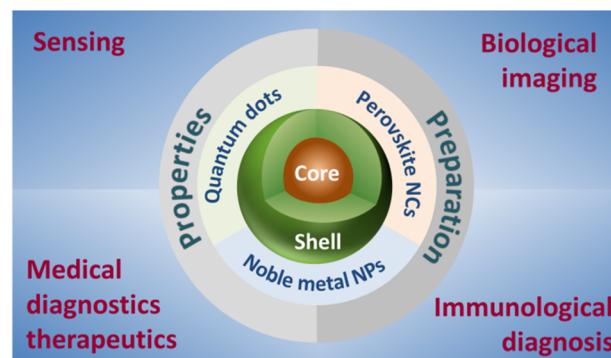 Sensing
Biological
imaging
Properties
Quantum dots
Perovskite NCs
Preparation
Core
Shell
Noble metal NPs
Medical
diagnostics
therapeutics
Immunological
diagnosis